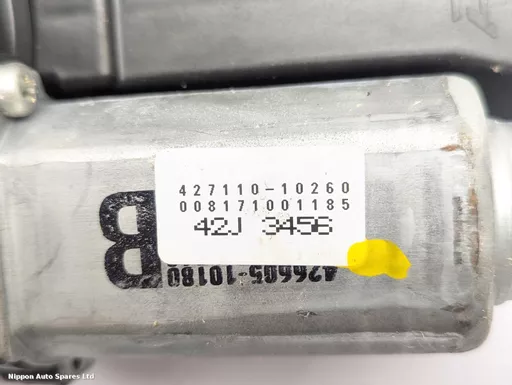 427110-10260
008171001185
42J 3456
B
426605-10180
Nippon Auto Spares Ltd